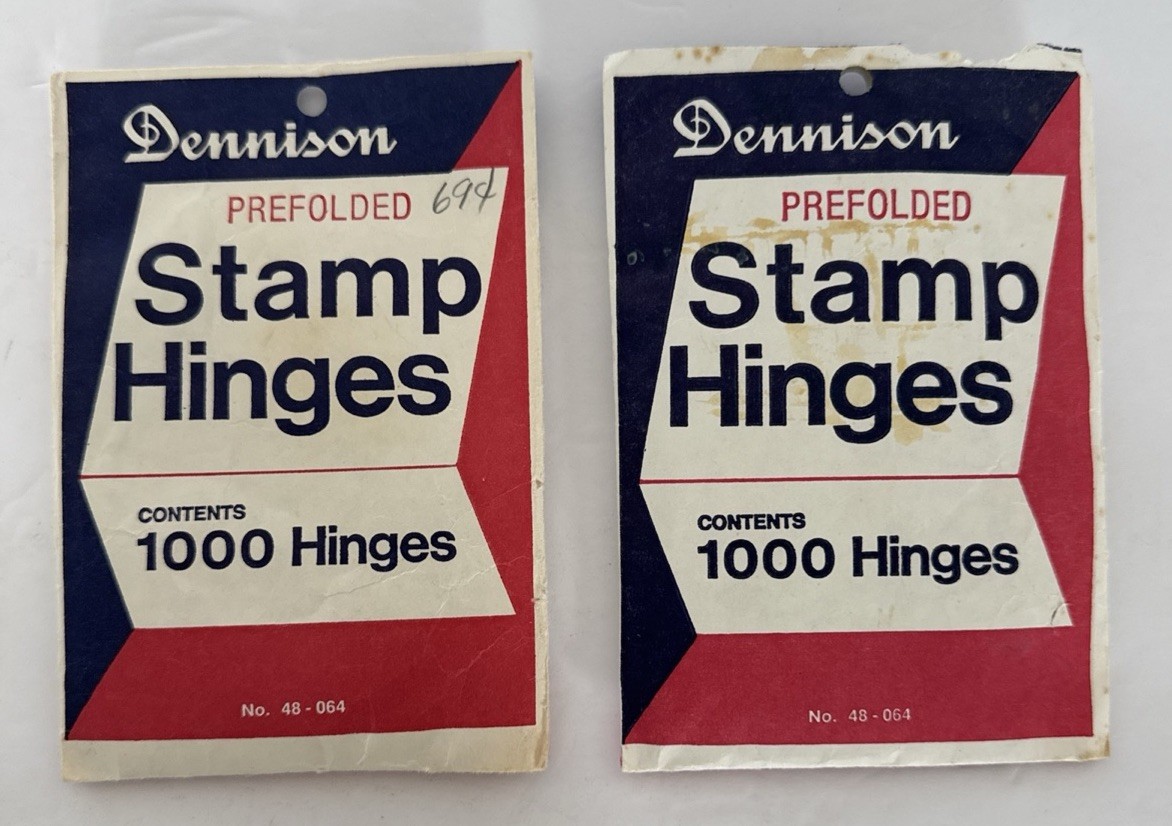 Dennison
PREFOLDED 69¢
Stamp
Hinges
CONTENTS
1000 Hinges
No. 48-064
Dennison
PREFOLDED
Stamp
Hinges
CONTENTS
1000 Hinges
No. 48-064